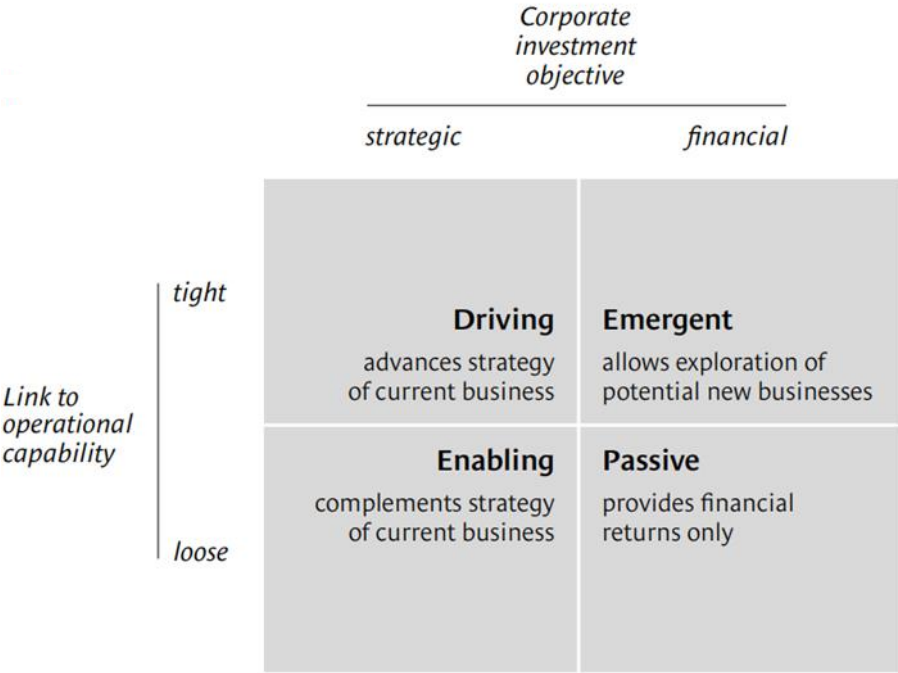 Corporate
investment
objective
strategic
financial
tight
Driving
advances strategy
of current business
Emergent
allows exploration of
potential new businesses
Link to
operational
capability
Enabling
complements strategy
of current business
Passive
provides financial
returns only
loose